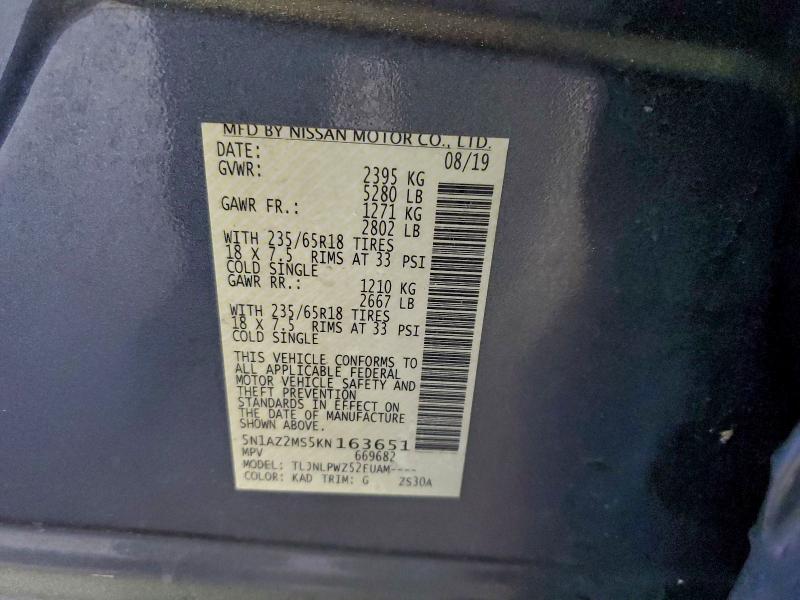 MFD BY NISSAN MOTOR CO., LTD.
DATE: 08/19
GVWR: 2395 KG
5280 LB
GAWR FR.: 1271 KG
2802 LB
WITH 235/65R18 TIRES
18 X 7.5 RIMS AT 33 PSI
COLD SINGLE
GAWR RR.: 1210 KG
2667 LB
WITH 235/65R18 TIRES
18 X 7.5 RIMS AT 33 PSI
COLD SINGLE
THIS VEHICLE CONFORMS TO
ALL APPLICABLE FEDERAL
MOTOR VEHICLE SAFETY AND
THEFT PREVENTION
STANDARDS IN EFFECT ON
THE DATE OF MANUFACTURE
SHOWN ABOVE.
5N1AZ2MS5KN163651
MPV 669682
MODEL: TLJNLPWZ52EUAM----
COLOR: KAD TRIM: G ZS30A